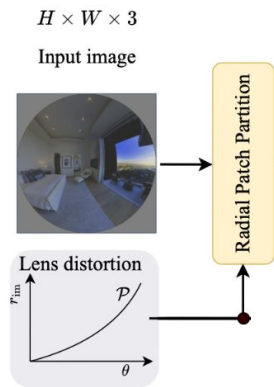 H × W × 3
Input image
Radial Patch Partition
Lens distortion
r_im
𝒫
θ